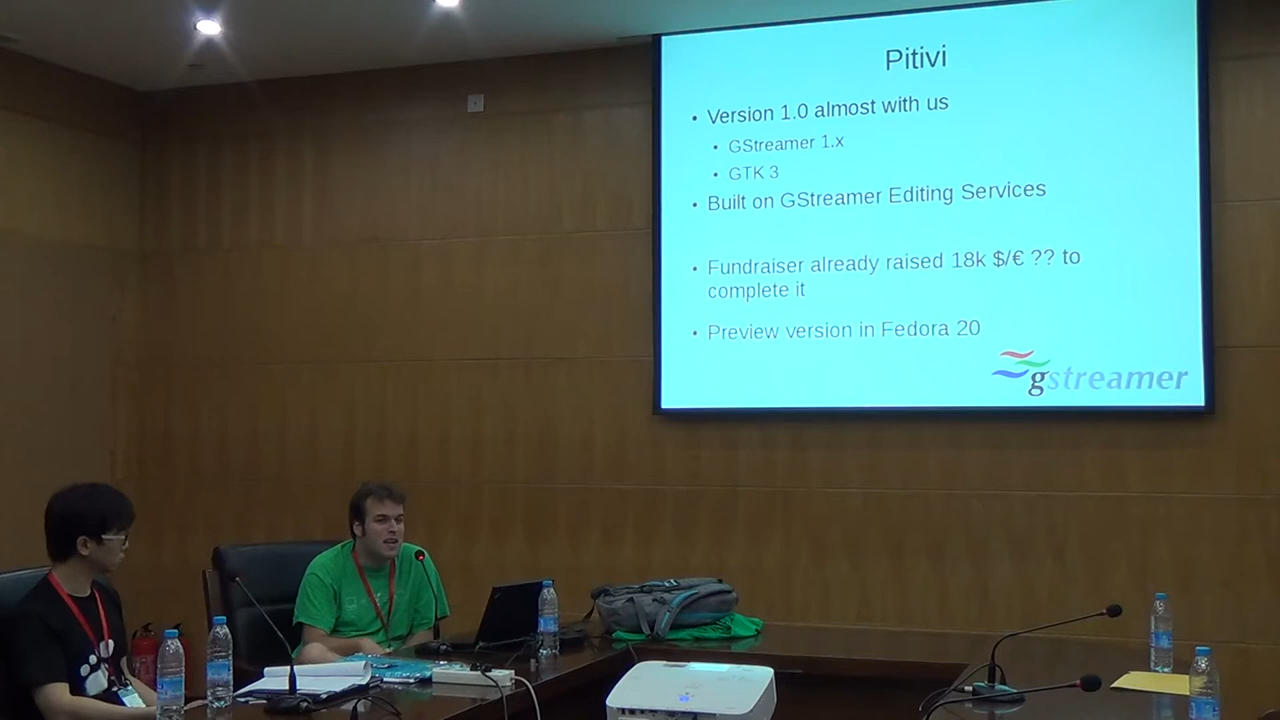 Pitivi
• Version 1.0 almost with us
• GStreamer 1.x
• GTK 3
• Built on GStreamer Editing Services
• Fundraiser already raised 18k $/€ ?? to
complete it
• Preview version in Fedora 20
gstreamer